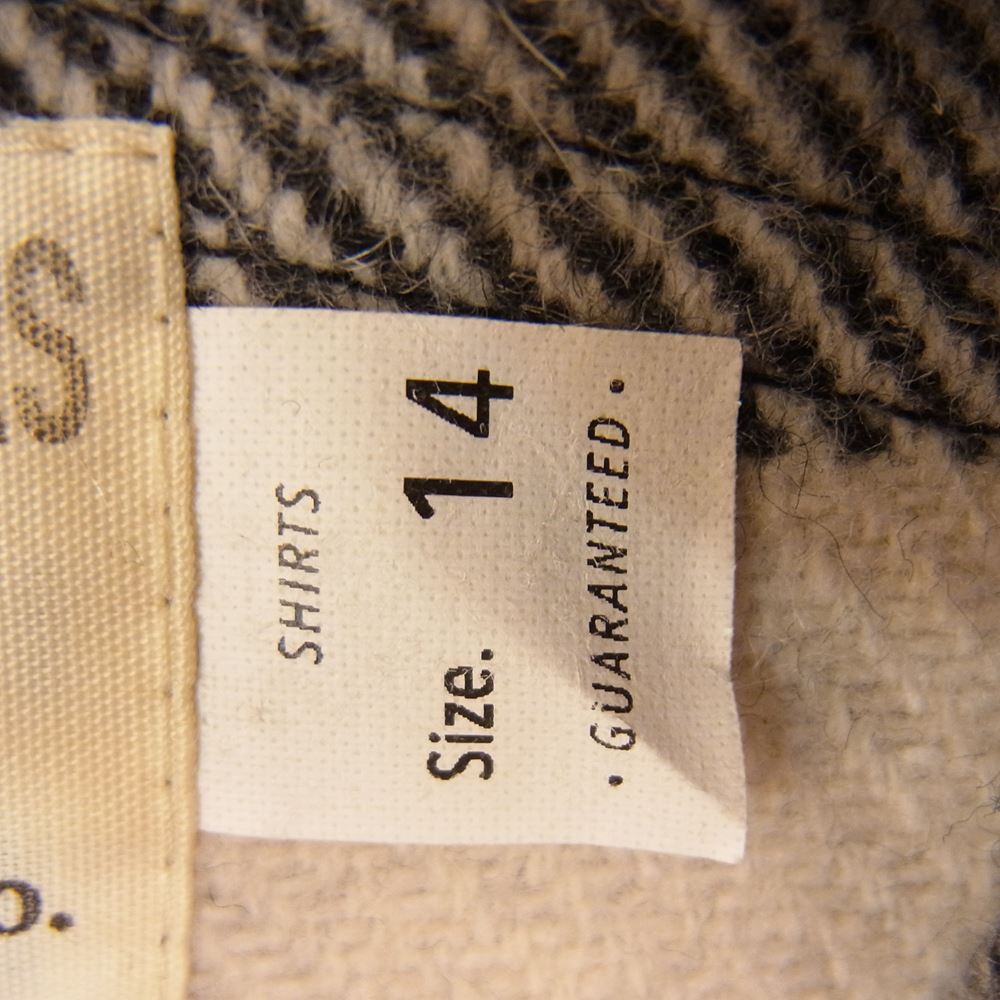 SHIRTS
Size. 14
• GUARANTEED •